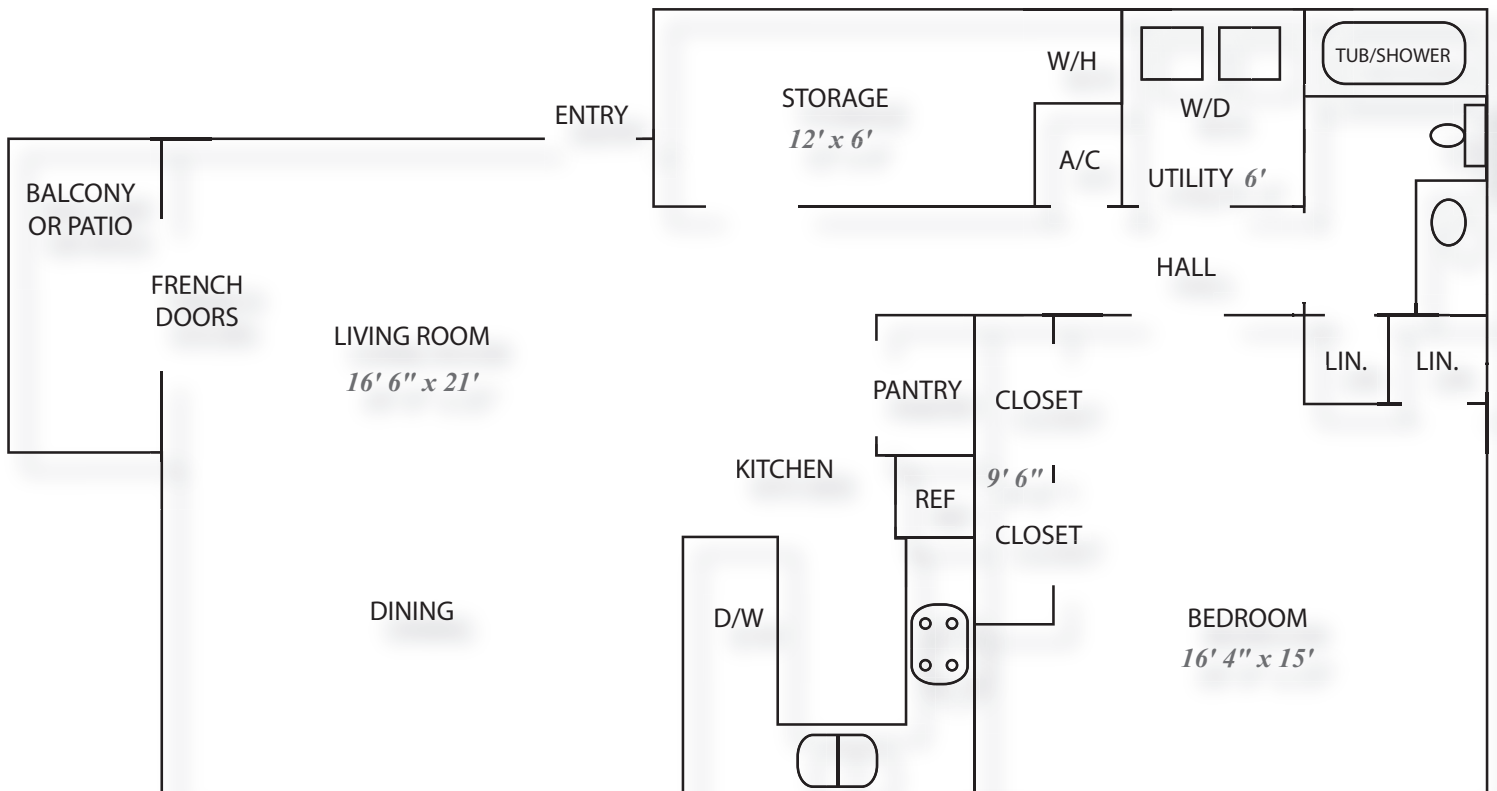 ENTRY
STORAGE
12' x 6'
W/H
A/C
W/D
UTILITY 6'
TUB/SHOWER
BALCONY
OR PATIO
FRENCH
DOORS
LIVING ROOM
16' 6" x 21'
HALL
PANTRY
CLOSET
LIN.
LIN.
KITCHEN
REF
9' 6"
CLOSET
DINING
D/W
BEDROOM
16' 4" x 15'